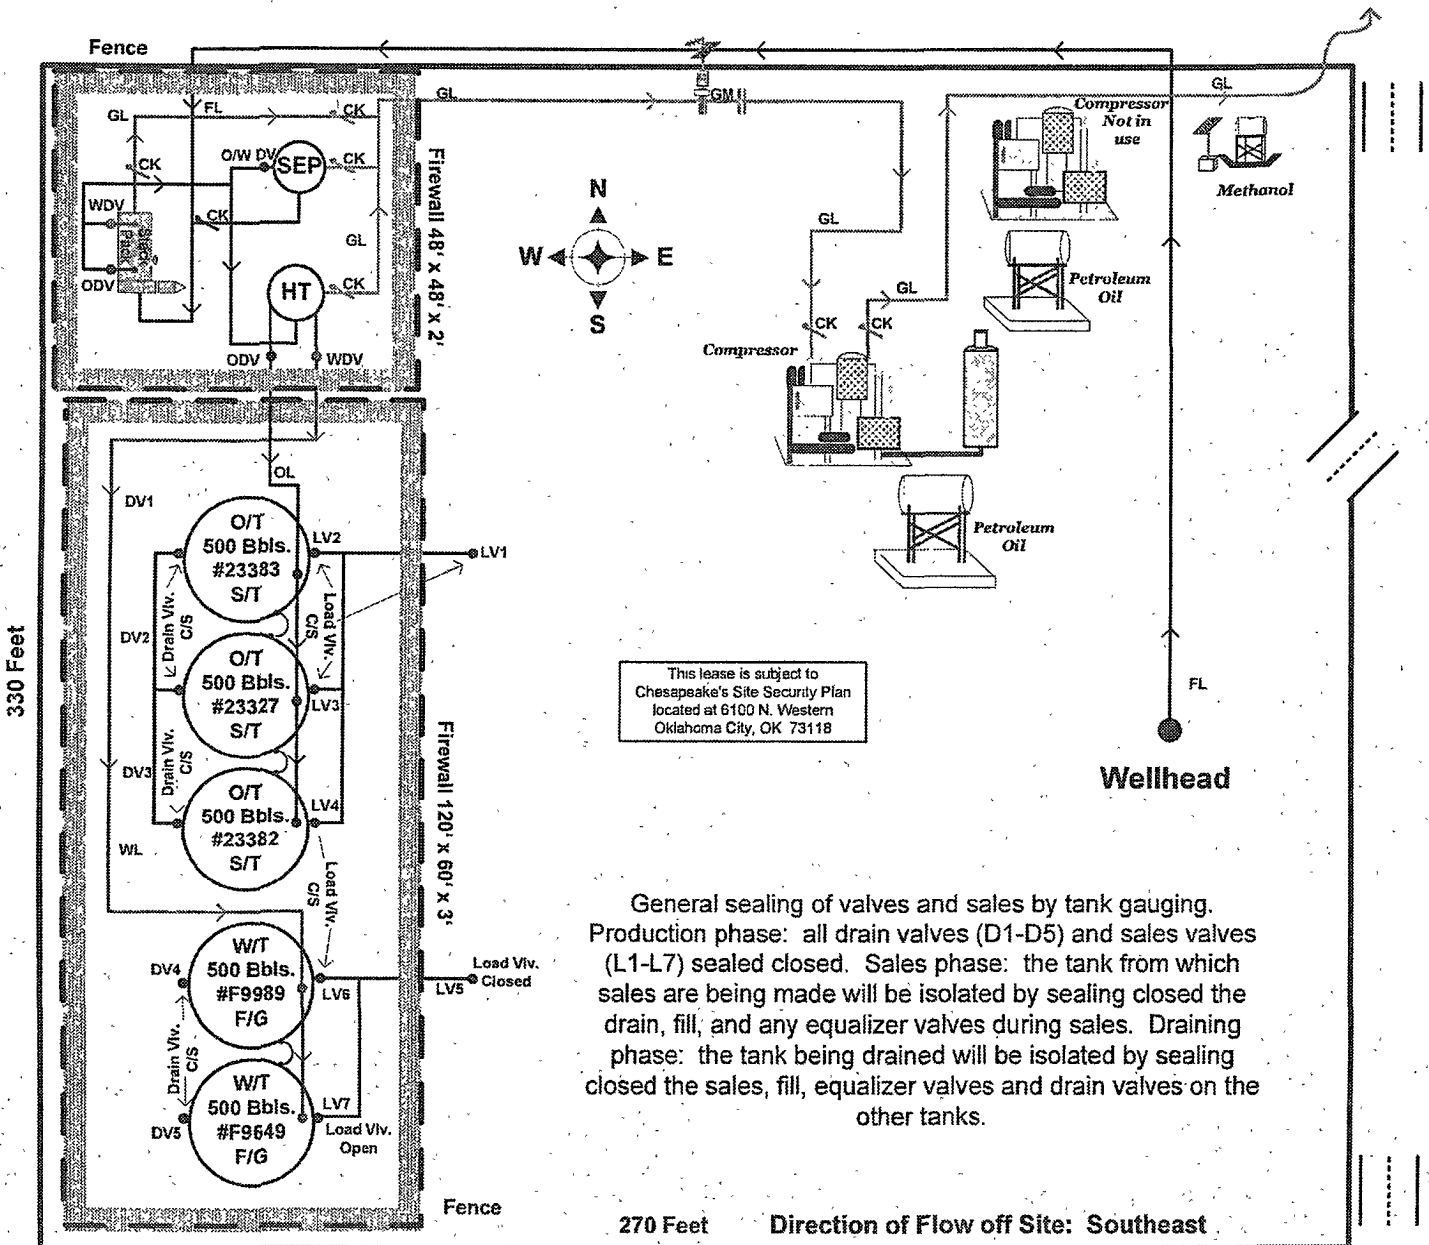 Fence
GL
FL
CK
O/W DV
SEP
CK
CK
WDV
Stack
Pack
CK
GL
ODV
HT
CK
ODV
WDV
Firewall 48' x 48' x 2'
GL
GM
GL
Compressor
Not in
use
Methanol
N
W
E
S
GL
GL
Petroleum
Oil
CK
CK
Compressor
Petroleum
Oil
OL
DV1
O/T
500 Bbls.
#23383
S/T
LV2
LV1
DV2
Drain Vlv.
C/S
Load Vlv.
C/S
O/T
500 Bbls.
#23327
S/T
LV3
DV3
Drain Vlv.
C/S
O/T
500 Bbls.
#23382
S/T
LV4
WL
Load Vlv.
C/S
Firewall 120' x 60' x 3'
W/T
500 Bbls.
#F9989
F/G
DV4
LV6
LV5
Load Vlv.
Closed
Drain Vlv.
C/S
W/T
500 Bbls.
#F9649
F/G
DV5
LV7
Load Vlv.
Open
330 Feet
This lease is subject to
Chesapeake's Site Security Plan
located at 6100 N. Western
Oklahoma City, OK 73118
FL
Wellhead
General sealing of valves and sales by tank gauging.
Production phase: all drain valves (D1-D5) and sales valves
(L1-L7) sealed closed. Sales phase: the tank from which
sales are being made will be isolated by sealing closed the
drain, fill, and any equalizer valves during sales. Draining
phase: the tank being drained will be isolated by sealing
closed the sales, fill, equalizer valves and drain valves on the
other tanks.
Fence
270 Feet
Direction of Flow off Site: Southeast